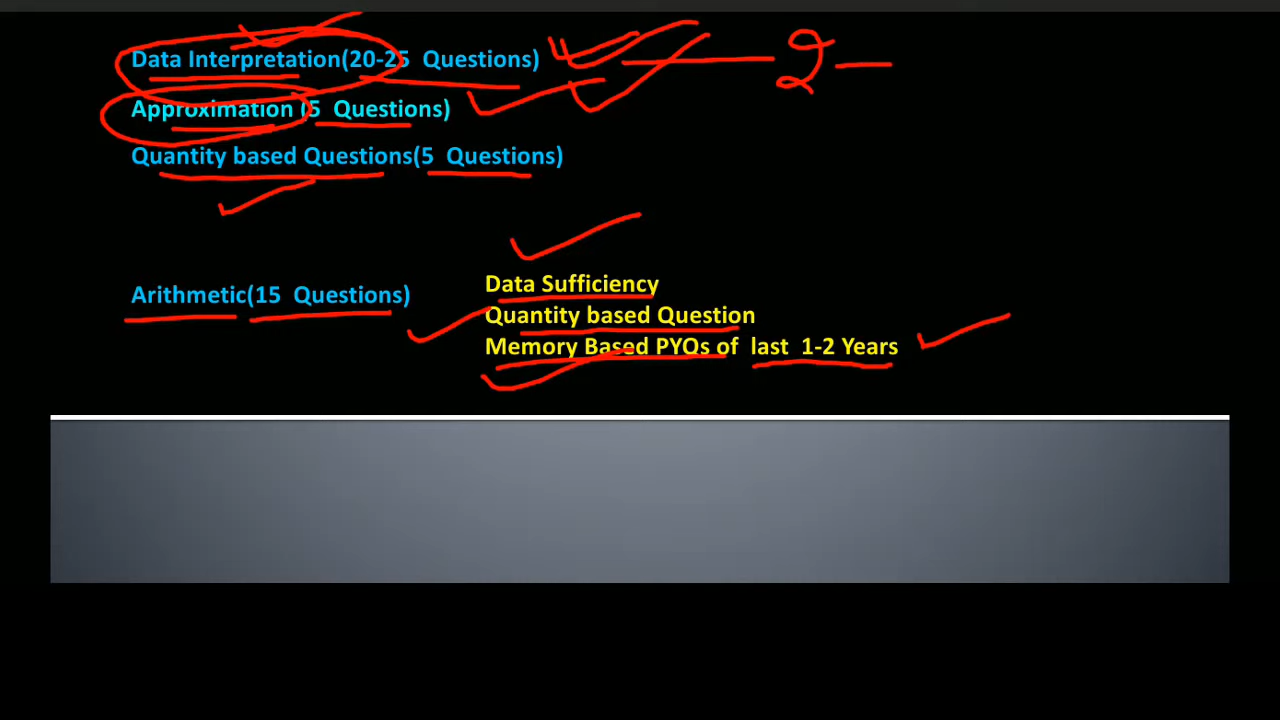 Data Interpretation(20-25 Questions) 2
Approximation (5 Questions)
Quantity based Questions(5 Questions)
Arithmetic(15 Questions)
Data Sufficiency
Quantity based Question
Memory Based PYQs of last 1-2 Years